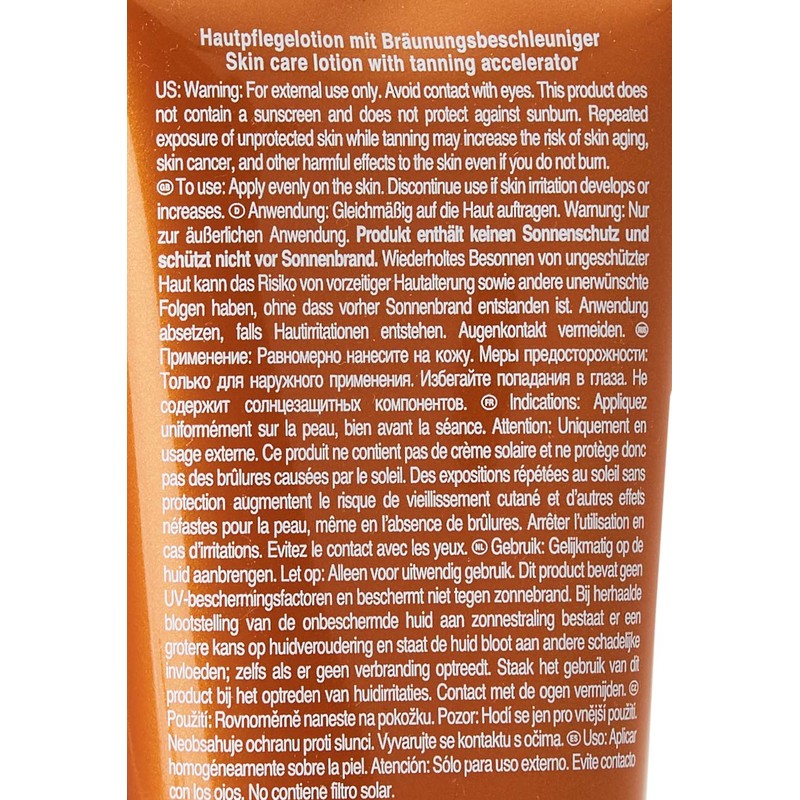 Hautpflegelotion mit Bräunungsbeschleuniger
Skin care lotion with tanning accelerator
US: Warning: For external use only. Avoid contact with eyes. This product does
not contain a sunscreen and does not protect against sunburn. Repeated
exposure of unprotected skin while tanning may increase the risk of skin aging,
skin cancer, and other harmful effects to the skin even if you do not burn.
GB To use: Apply evenly on the skin. Discontinue use if skin irritation develops or
increases. D Anwendung: Gleichmäßig auf die Haut auftragen. Warnung: Nur
zur äußerlichen Anwendung. Produkt enthält keinen Sonnenschutz und
schützt nicht vor Sonnenbrand. Wiederholtes Besonnen von ungeschützter
Haut kann das Risiko von vorzeitiger Hautalterung sowie andere unerwünschte
Folgen haben, ohne dass vorher Sonnenbrand entstanden ist. Anwendung
absetzen, falls Hautirritationen entstehen. Augenkontakt vermeiden. RUS
Применение: Равномерно нанесите на кожу. Меры предосторожности:
Только для наружного применения. Избегайте попадания в глаза. Не
содержит солнцезащитных компонентов. FR Indications: Appliquez
uniformément sur la peau, bien avant la séance. Attention: Uniquement en
usage externe. Ce produit ne contient pas de crème solaire et ne protège donc
pas des brûlures causées par le soleil. Des expositions répétées au soleil sans
protection augmentent le risque de vieillissement cutané et d'autres effets
néfastes pour la peau, même en l'absence de brûlures. Arrêter l'utilisation en
cas d'irritations. Evitez le contact avec les yeux. NL Gebruik: Gelijkmatig op de
huid aanbrengen. Let op: Alleen voor uitwendig gebruik. Dit product bevat geen
UV-beschermingsfactoren en beschermt niet tegen zonnebrand. Bij herhaalde
blootstelling van de onbeschermde huid aan zonnestraling bestaat er een
grotere kans op huidveroudering en staat de huid bloot aan andere schadelijke
invloeden; zelfs als er geen verbranding optreedt. Staak het gebruik van dit
product bij het optreden van huidirritaties. Contact met de ogen vermijden. CZ
Použití: Rovnoměrně naneste na pokožku. Pozor: Hodí se jen pro vnější použití.
Neobsahuje ochranu proti slunci. Vyvarujte se kontaktu s očima. ES Uso: Aplicar
homogéneamente sobre la piel. Atención: Sólo para uso externo. Evite contacto
con los ojos. No contiene filtro solar.